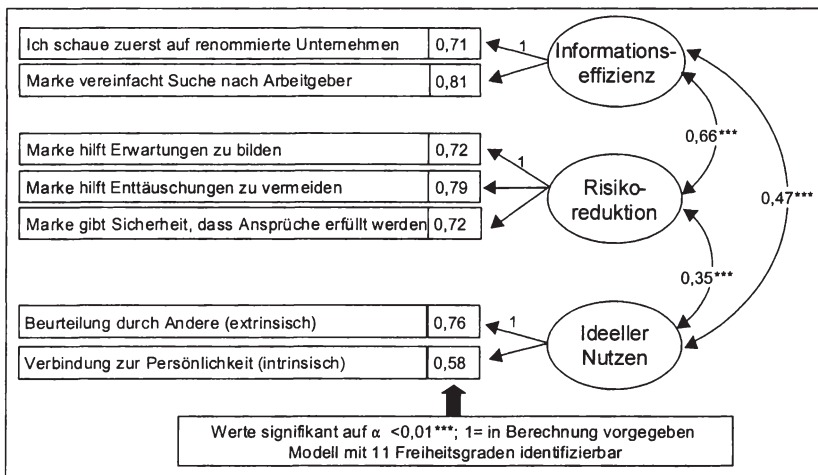 Ich schaue zuerst auf renommierte Unternehmen 0,71
1
Informations-
effizienz
Marke vereinfacht Suche nach Arbeitgeber 0,81
0,66***
Marke hilft Erwartungen zu bilden 0,72
1
Marke hilft Enttäuschungen zu vermeiden 0,79
Risiko-
reduktion
0,47***
Marke gibt Sicherheit, dass Ansprüche erfüllt werden 0,72
0,35***
Beurteilung durch Andere (extrinsisch) 0,76
1
Ideeller
Nutzen
Verbindung zur Persönlichkeit (intrinsisch) 0,58
Werte signifikant auf α <0,01***; 1= in Berechnung vorgegeben
Modell mit 11 Freiheitsgraden identifizierbar